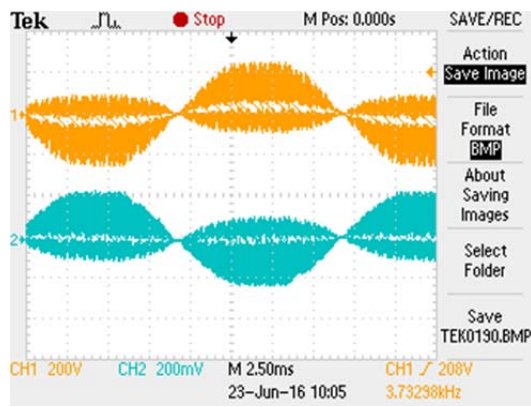 Tek Stop M Pos: 0.000s SAVE/REC
Action
Save Image
File
Format
BMP
About
Saving
Images
Select
Folder
Save
TEK0190.BMP
1
2
CH1 200V CH2 200mV M 2.50ms CH1 208V
23-Jun-16 10:05 3.73298kHz